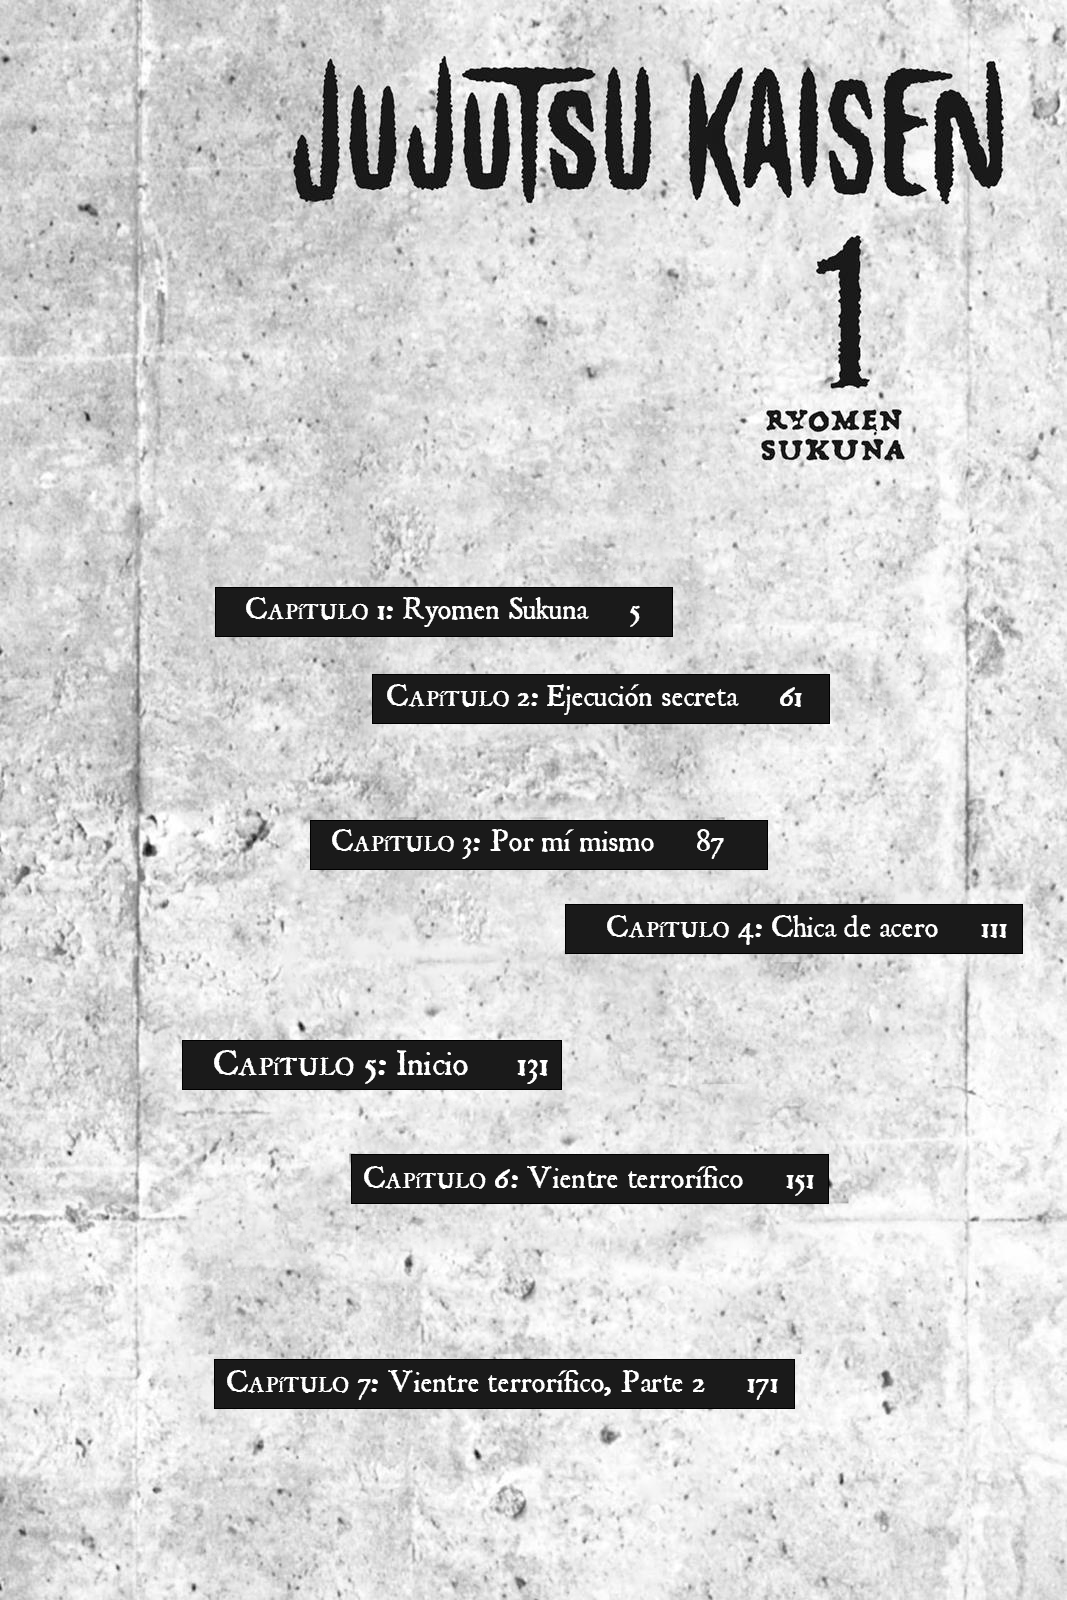 JUJUTSU KAISEN
1
RYOMEN
SUKUNA
Capítulo 1: Ryomen Sukuna 5
Capítulo 2: Ejecución secreta 61
Capítulo 3: Por mí mismo 87
Capítulo 4: Chica de acero 111
Capítulo 5: Inicio 131
Capítulo 6: Vientre terrorífico 151
Capítulo 7: Vientre terrorífico, Parte 2 171